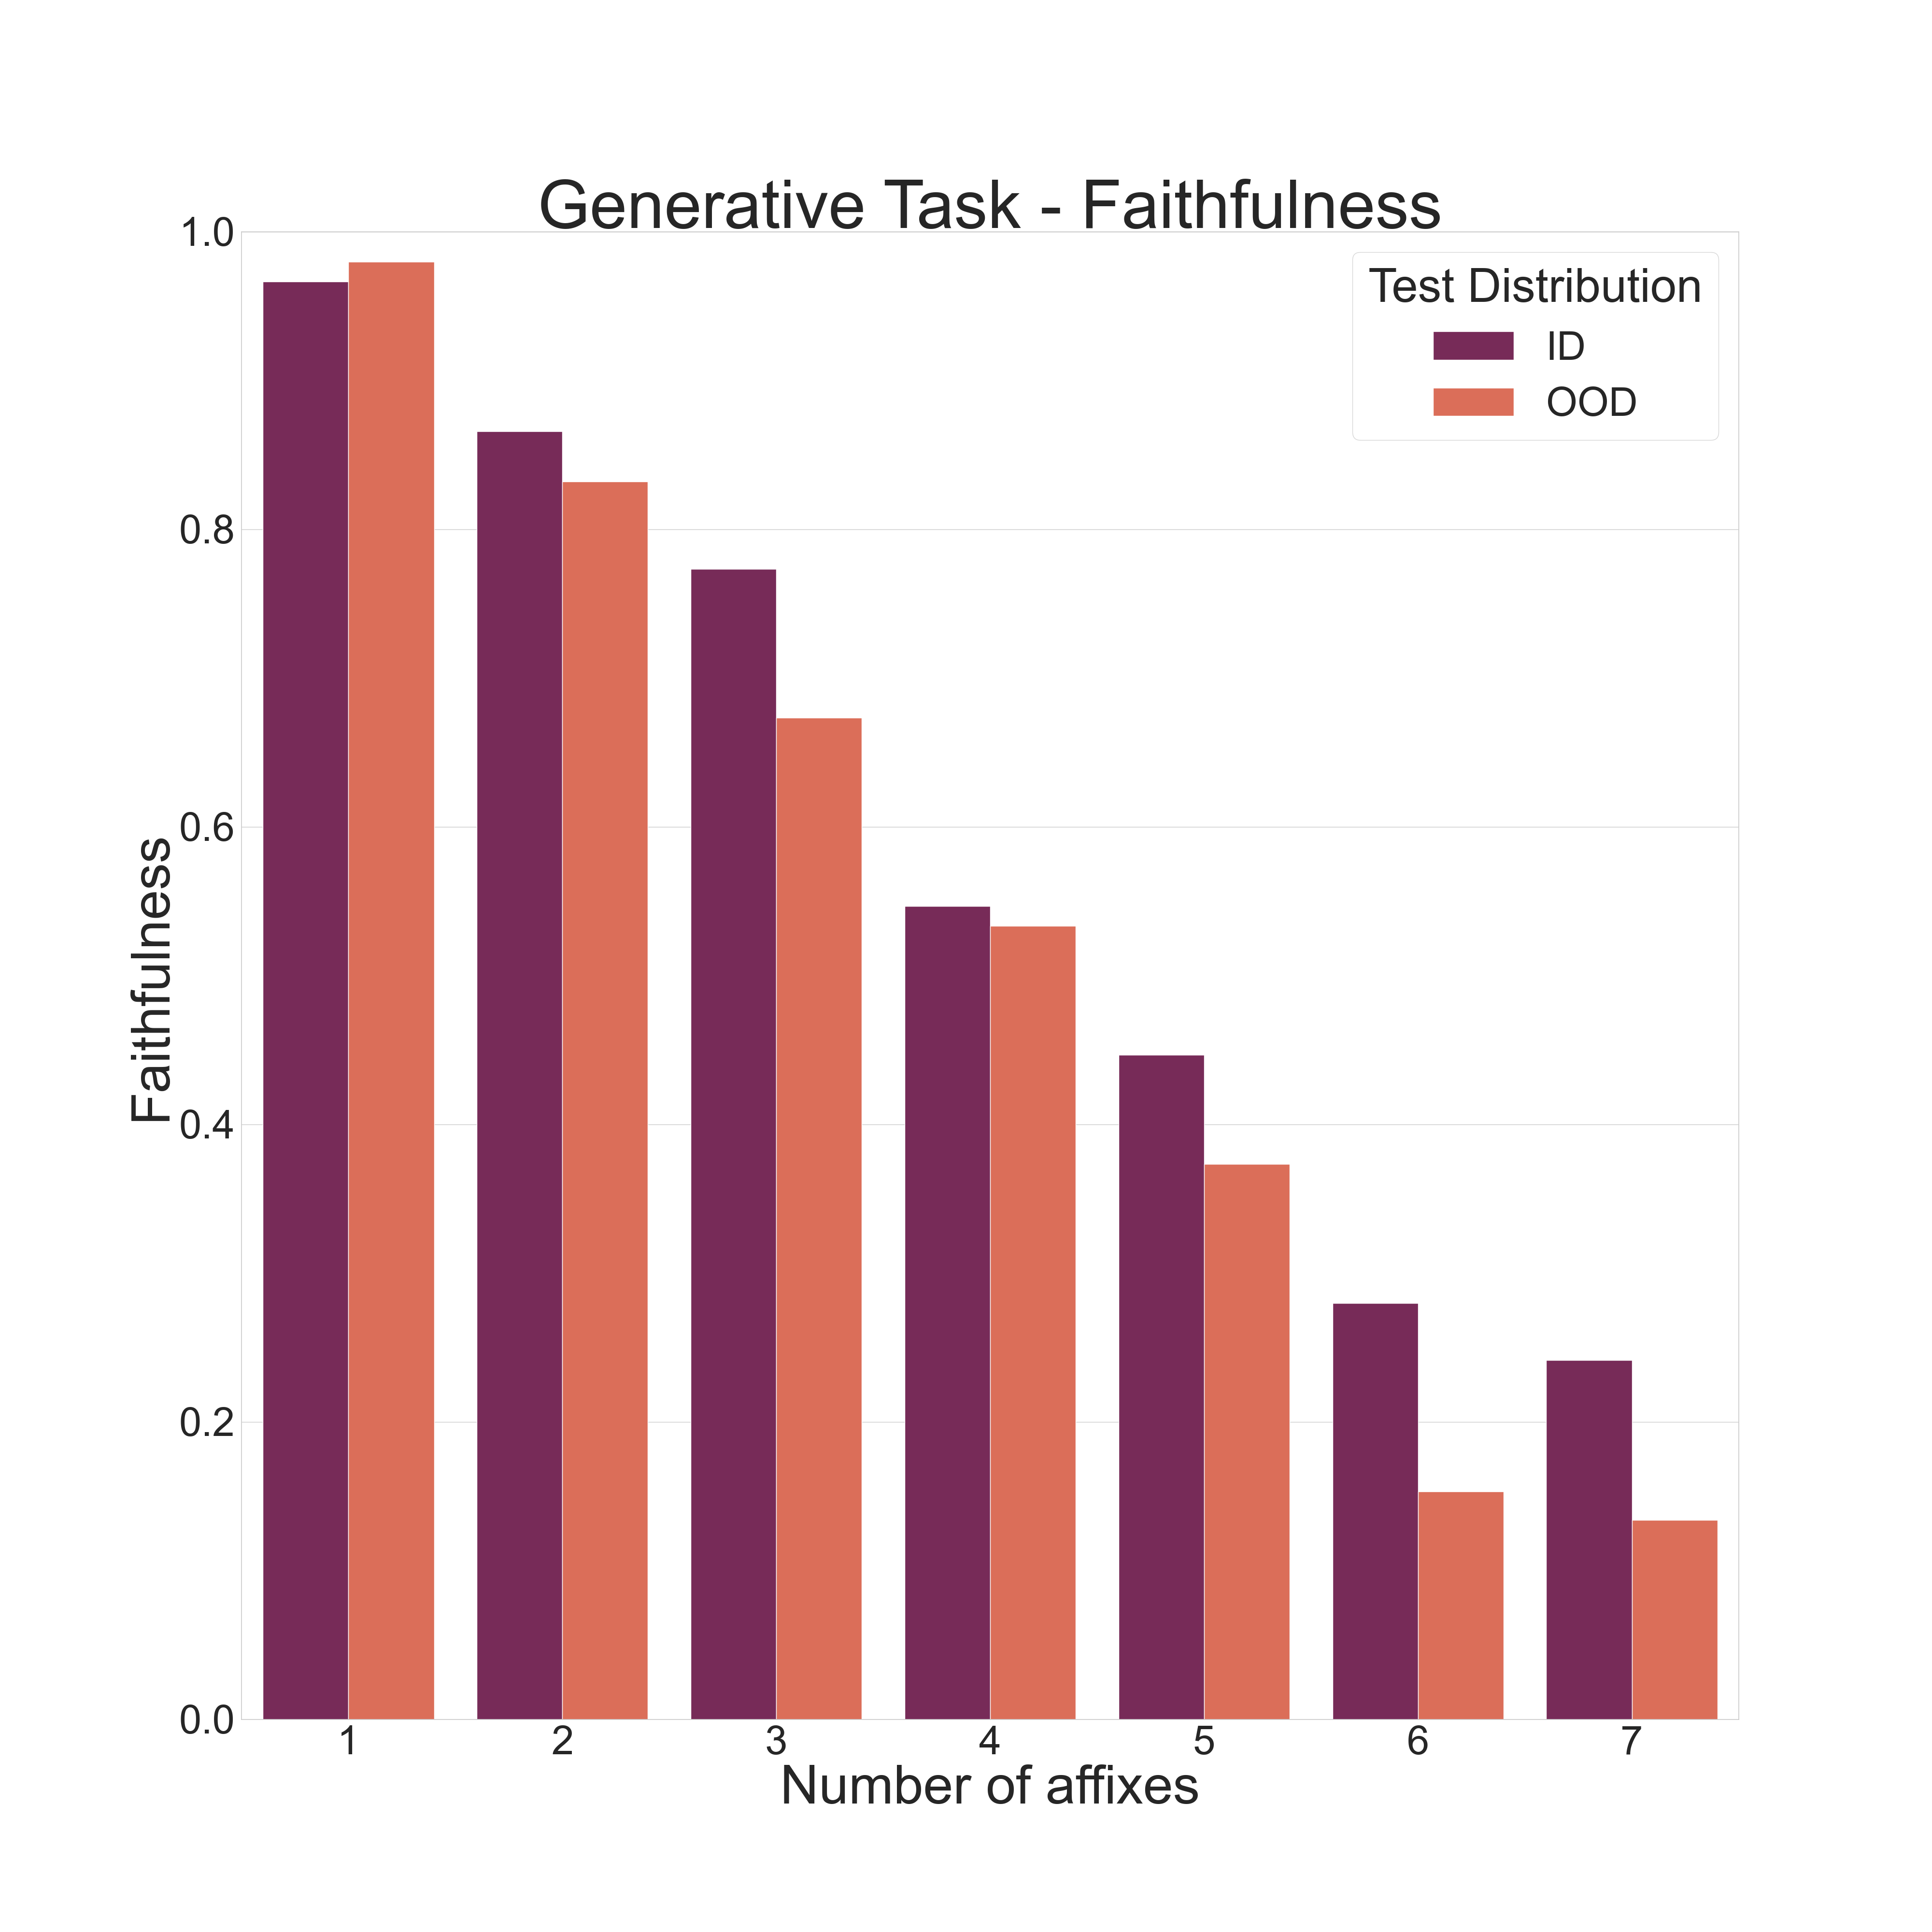 Generative Task - Faithfulness
Test Distribution
ID
OOD
1.0
0.8
0.6
0.4
0.2
0.0
Faithfulness
1 2 3 4 5 6 7
Number of affixes